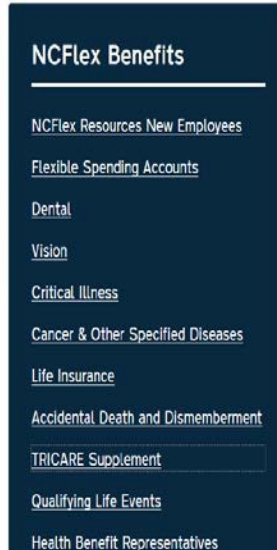 NCFlex Benefits
NCFlex Resources New Employees
Flexible Spending Accounts
Dental
Vision
Critical Illness
Cancer & Other Specified Diseases
Life Insurance
Accidental Death and Dismemberment
TRICARE Supplement
Qualifying Life Events
Health Benefit Representatives